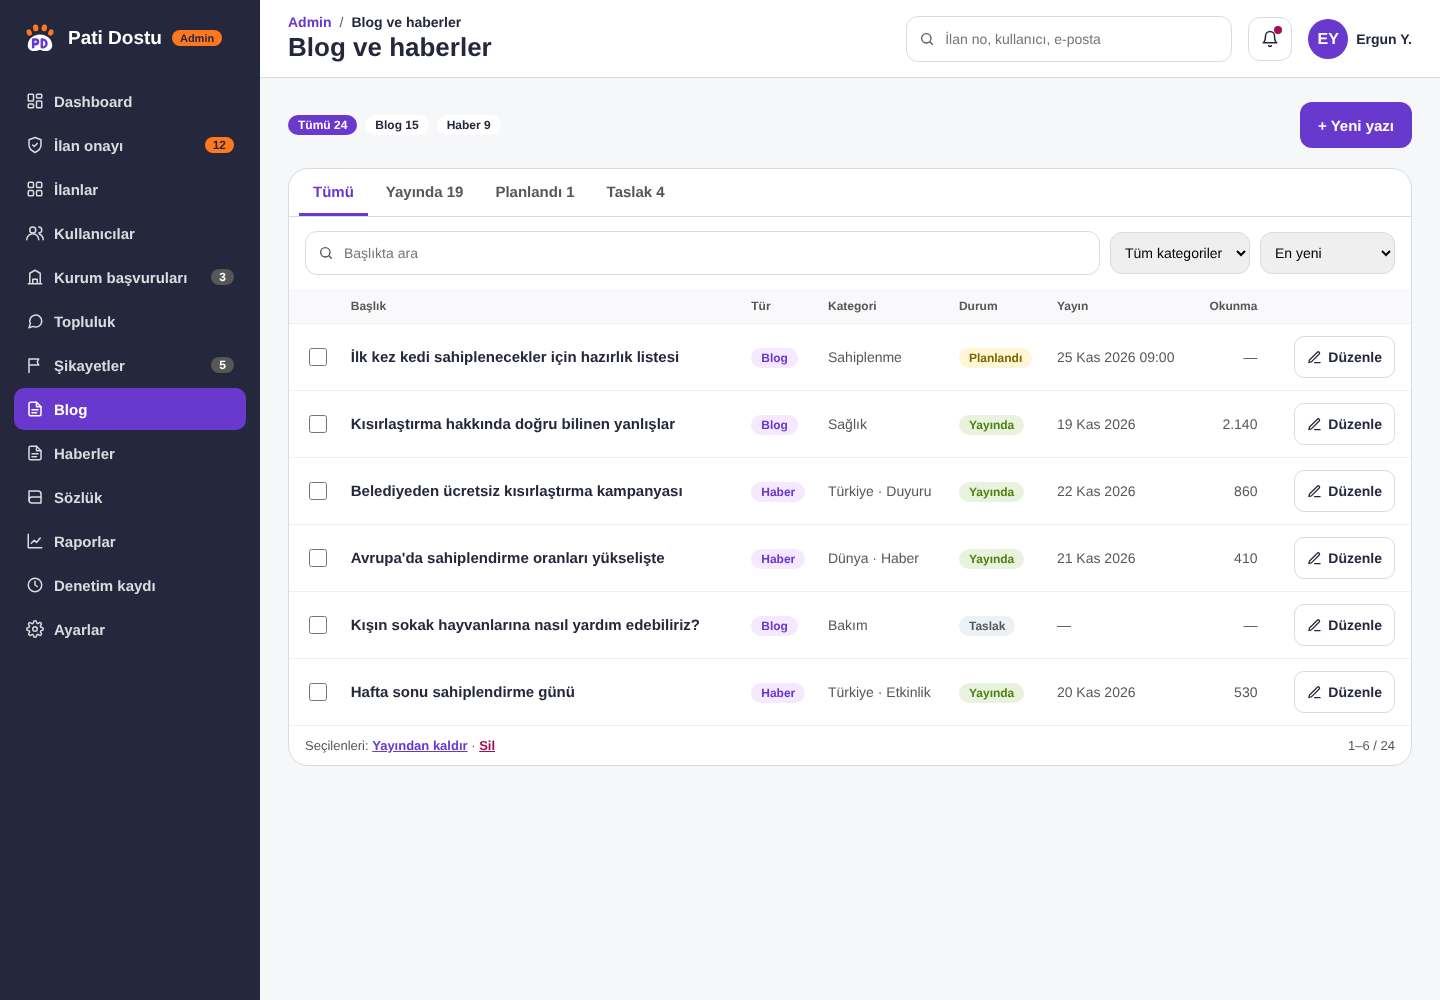 PD Pati Dostu Admin
Dashboard
İlan onayı 12
İlanlar
Kullanıcılar
Kurum başvuruları 3
Topluluk
Şikayetler 5
Blog
Haberler
Sözlük
Raporlar
Denetim kaydı
Ayarlar
Admin / Blog ve haberler
Blog ve haberler
İlan no, kullanıcı, e-posta
EY Ergun Y.
Tümü 24 Blog 15 Haber 9
+ Yeni yazı
Tümü Yayında 19 Planlandı 1 Taslak 4
Başlıkta ara Tüm kategoriler En yeni
Başlık Tür Kategori Durum Yayın Okunma
İlk kez kedi sahiplenecekler için hazırlık listesi Blog Sahiplenme Planlandı 25 Kas 2026 09:00 — Düzenle
Kısırlaştırma hakkında doğru bilinen yanlışlar Blog Sağlık Yayında 19 Kas 2026 2.140 Düzenle
Belediyeden ücretsiz kısırlaştırma kampanyası Haber Türkiye · Duyuru Yayında 22 Kas 2026 860 Düzenle
Avrupa'da sahiplendirme oranları yükselişte Haber Dünya · Haber Yayında 21 Kas 2026 410 Düzenle
Kışın sokak hayvanlarına nasıl yardım edebiliriz? Blog Bakım Taslak — — Düzenle
Hafta sonu sahiplendirme günü Haber Türkiye · Etkinlik Yayında 20 Kas 2026 530 Düzenle
Seçilenleri: Yayından kaldır · Sil 1–6 / 24